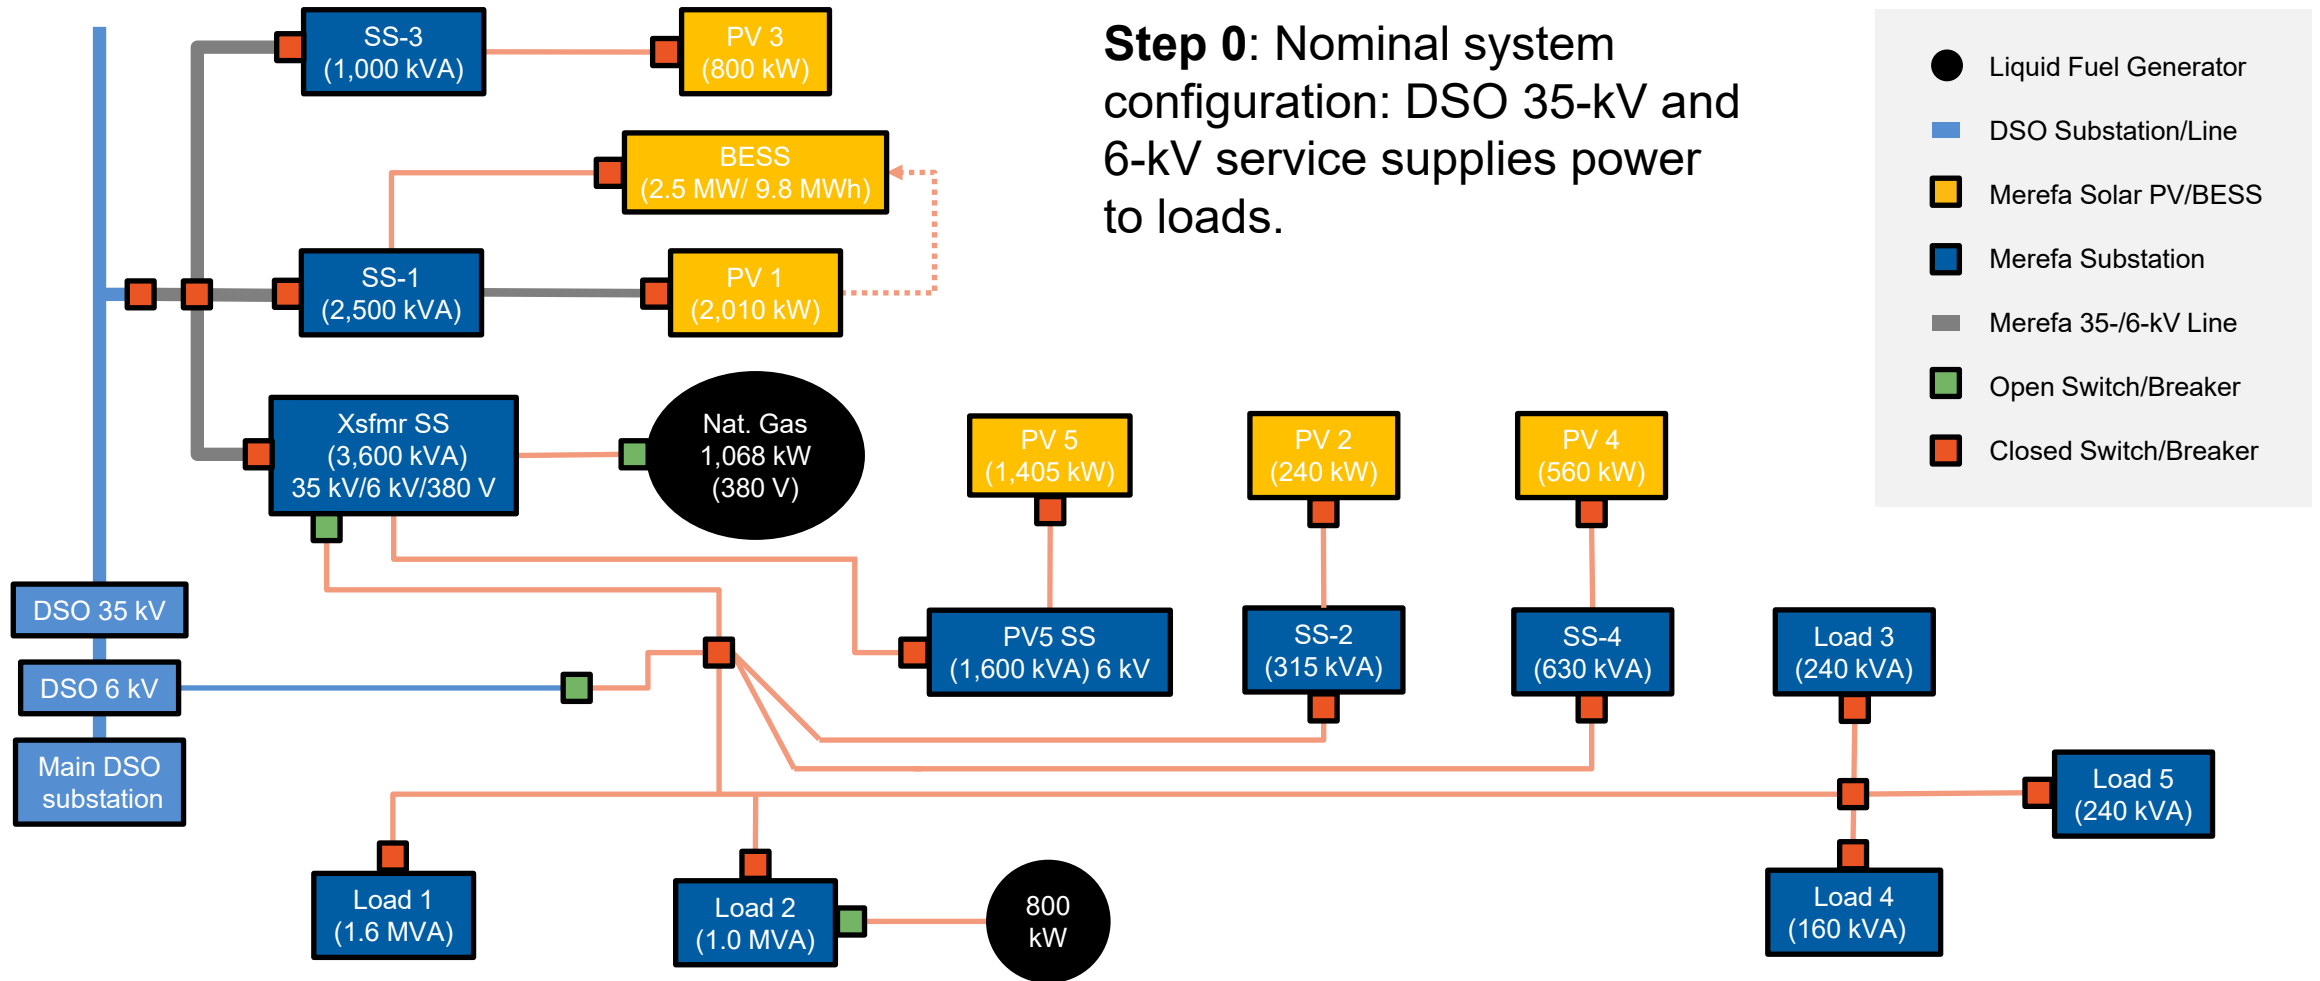 SS-3
(1,000 kVA)
PV 3
(800 kW)
Step 0: Nominal system
configuration: DSO 35-kV and
6-kV service supplies power
to loads.
BESS
(2.5 MW/ 9.8 MWh)
SS-1
(2,500 kVA)
PV 1
(2,010 kW)
Liquid Fuel Generator
DSO Substation/Line
Merefa Solar PV/BESS
Merefa Substation
Merefa 35-/6-kV Line
Open Switch/Breaker
Closed Switch/Breaker
Xsfmr SS
(3,600 kVA)
35 kV/6 kV/380 V
Nat. Gas
1,068 kW
(380 V)
PV 5
(1,405 kW)
PV 2
(240 kW)
PV 4
(560 kW)
DSO 35 kV
DSO 6 kV
Main DSO
substation
PV5 SS
(1,600 kVA) 6 kV
SS-2
(315 kVA)
SS-4
(630 kVA)
Load 3
(240 kVA)
Load 5
(240 kVA)
Load 1
(1.6 MVA)
Load 2
(1.0 MVA)
800
kW
Load 4
(160 kVA)